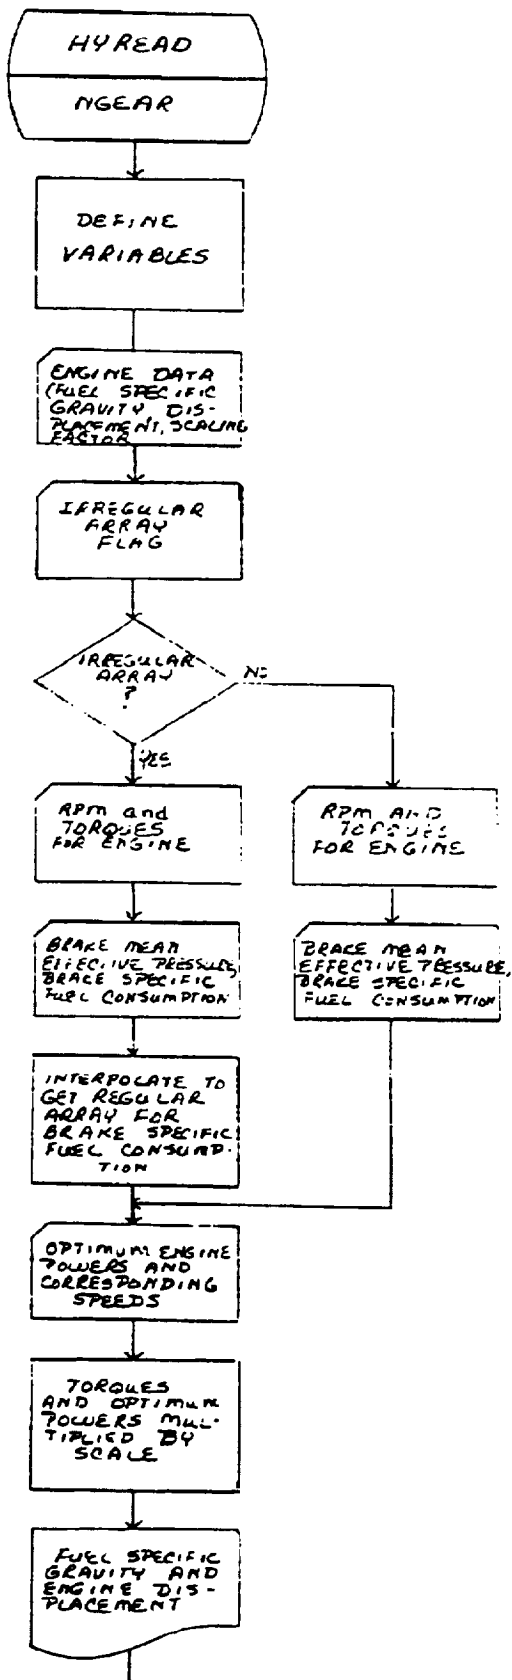 HYREAD
NGEAR
DEFINE
VARIABLES
ENGINE DATA
(FUEL SPECIFIC
GRAVITY DIS-
PLACEMENT, SCALING
FACTOR
IRREGULAR
ARRAY
FLAG
IRREGULAR
ARRAY
?
NO
YES
RPM and
TORQUES
FOR ENGINE
RPM AND
TORQUES
FOR ENGINE
BRAKE MEAN
EFFECTIVE PRESSURE,
BRAKE SPECIFIC
FUEL CONSUMPTION
BRAKE MEAN
EFFECTIVE PRESSURE,
BRAKE SPECIFIC
FUEL CONSUMPTION
INTERPOLATE TO
GET REGULAR
ARRAY FOR
BRAKE SPECIFIC
FUEL CONSUMP-
TION
OPTIMUM ENGINE
POWERS AND
CORRESPONDING
SPEEDS
TORQUES
AND OPTIMUM
POWERS MUL-
TIPLIED BY
SCALE
FUEL SPECIFIC
GRAVITY AND
ENGINE DIS-
PLACEMENT